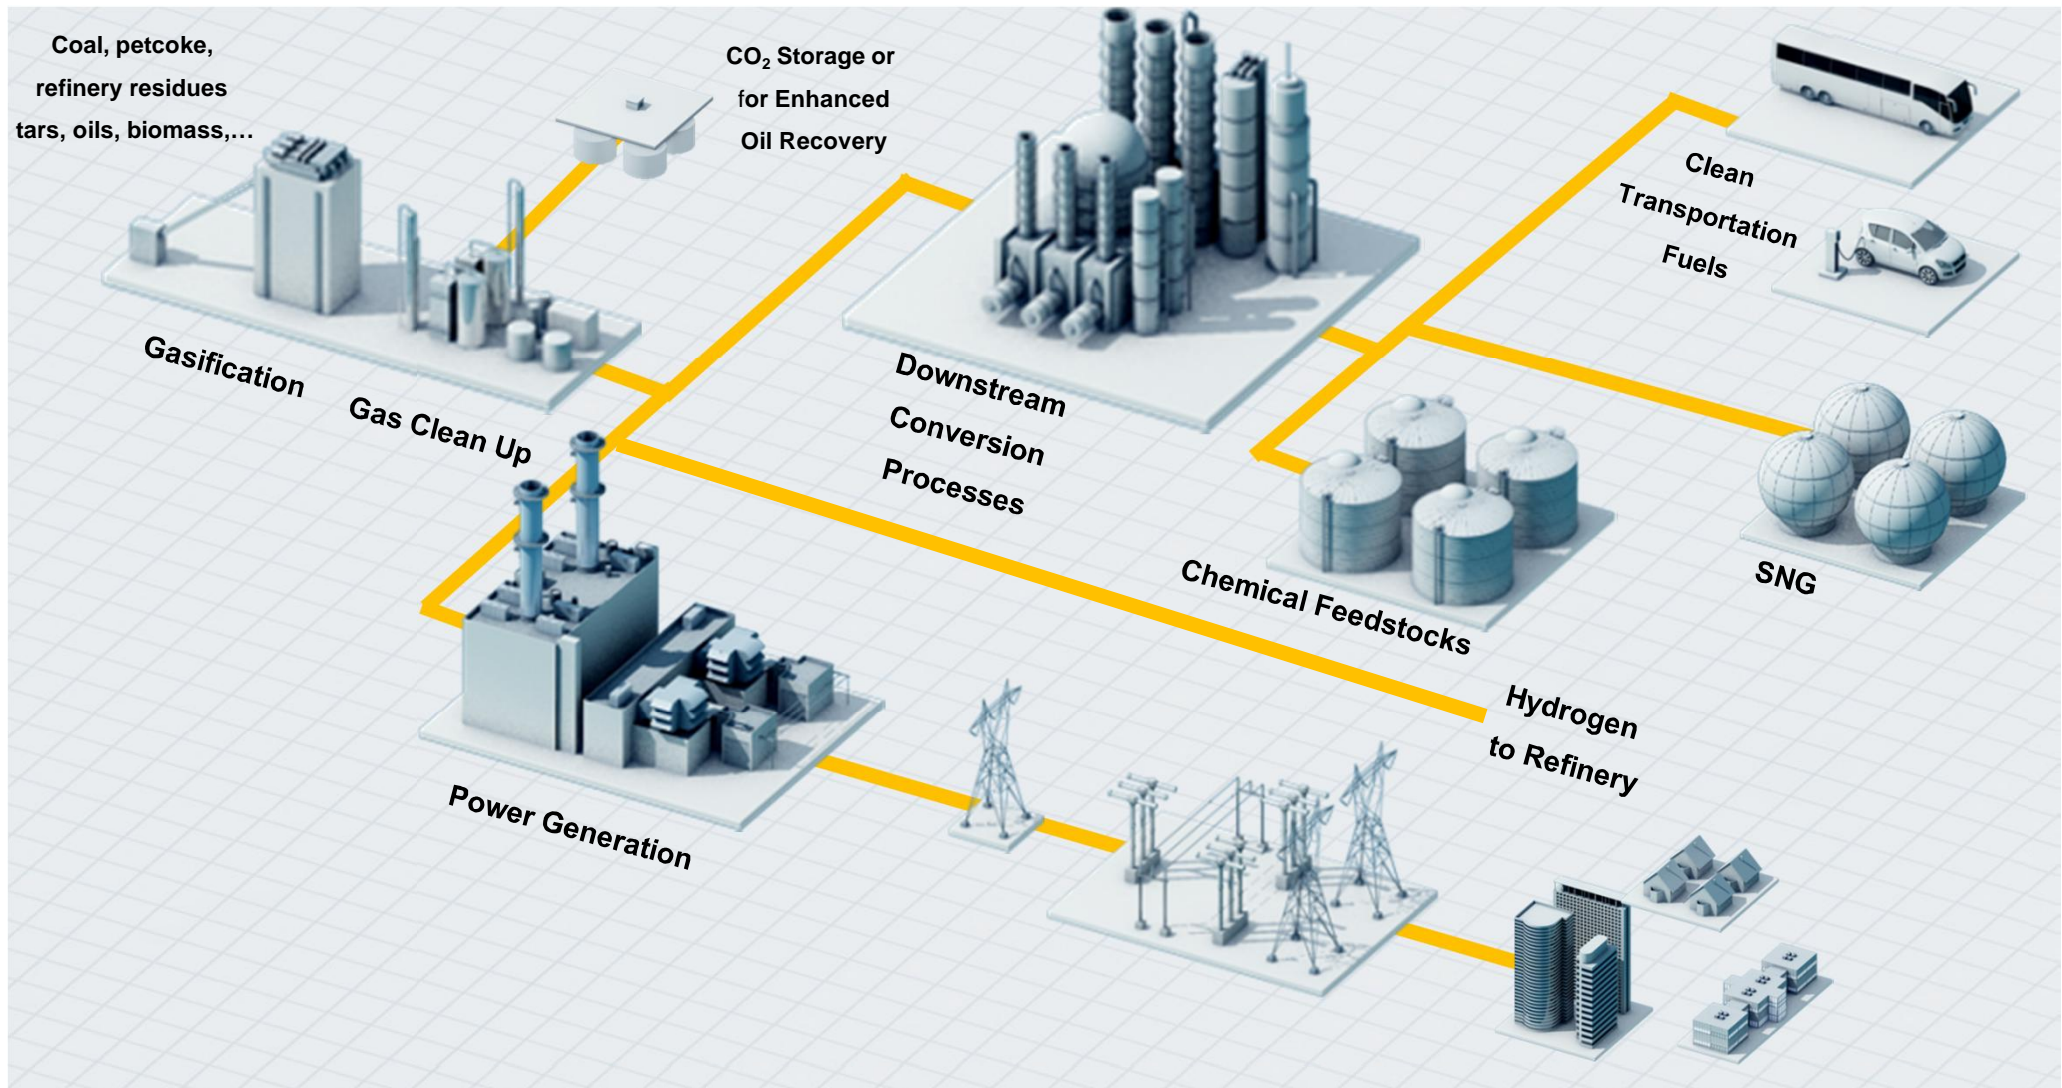 Coal, petcoke,
refinery residues
tars, oils, biomass,…
CO₂ Storage or
for Enhanced
Oil Recovery
Clean
Transportation
Fuels
Gasification
Gas Clean Up
Downstream
Conversion
Processes
Chemical Feedstocks
SNG
Hydrogen
to Refinery
Power Generation